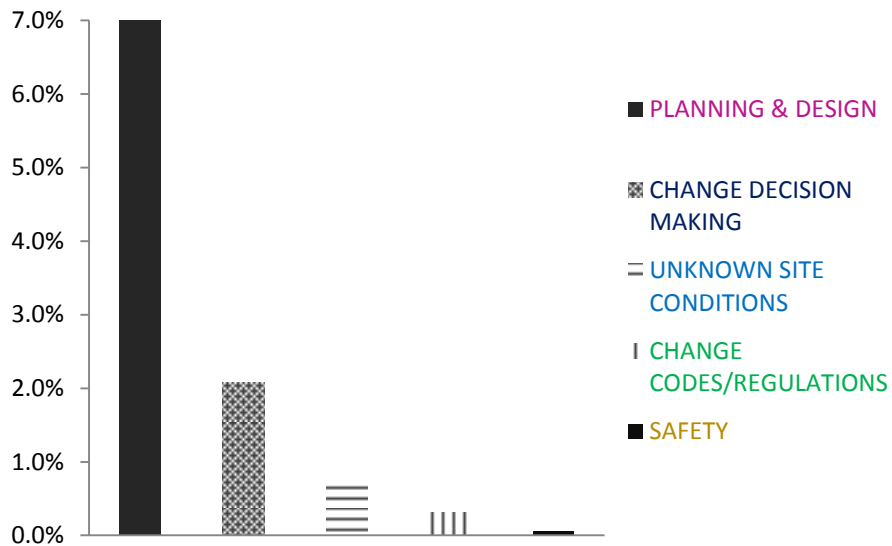 7.0%
6.0%
5.0%
4.0%
3.0%
2.0%
1.0%
0.0%
PLANNING & DESIGN
CHANGE DECISION
MAKING
UNKNOWN SITE
CONDITIONS
CHANGE
CODES/REGULATIONS
SAFETY